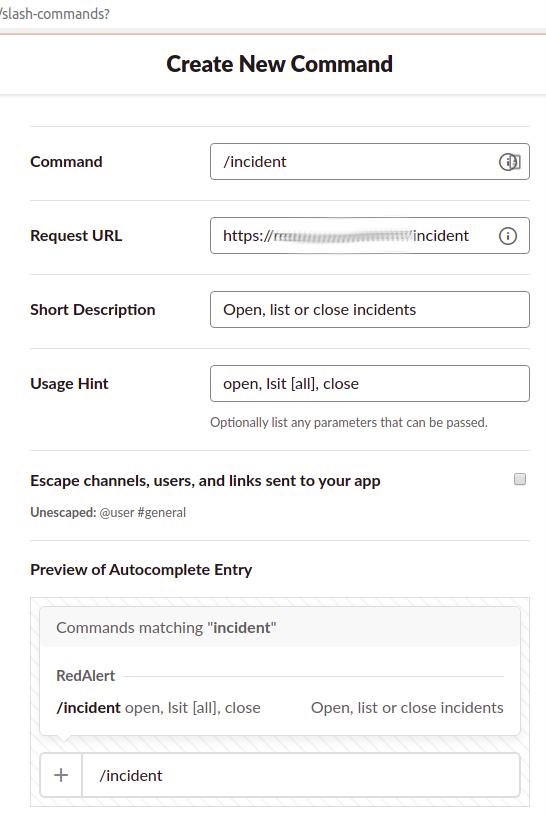 /slash-commands?
Create New Command
Command
/incident
Request URL
https://r /incident
Short Description
Open, list or close incidents
Usage Hint
open, lsit [all], close
Optionally list any parameters that can be passed.
Escape channels, users, and links sent to your app
Unescaped: @user #general
Preview of Autocomplete Entry
Commands matching "incident"
RedAlert
/incident open, lsit [all], close Open, list or close incidents
+ /incident